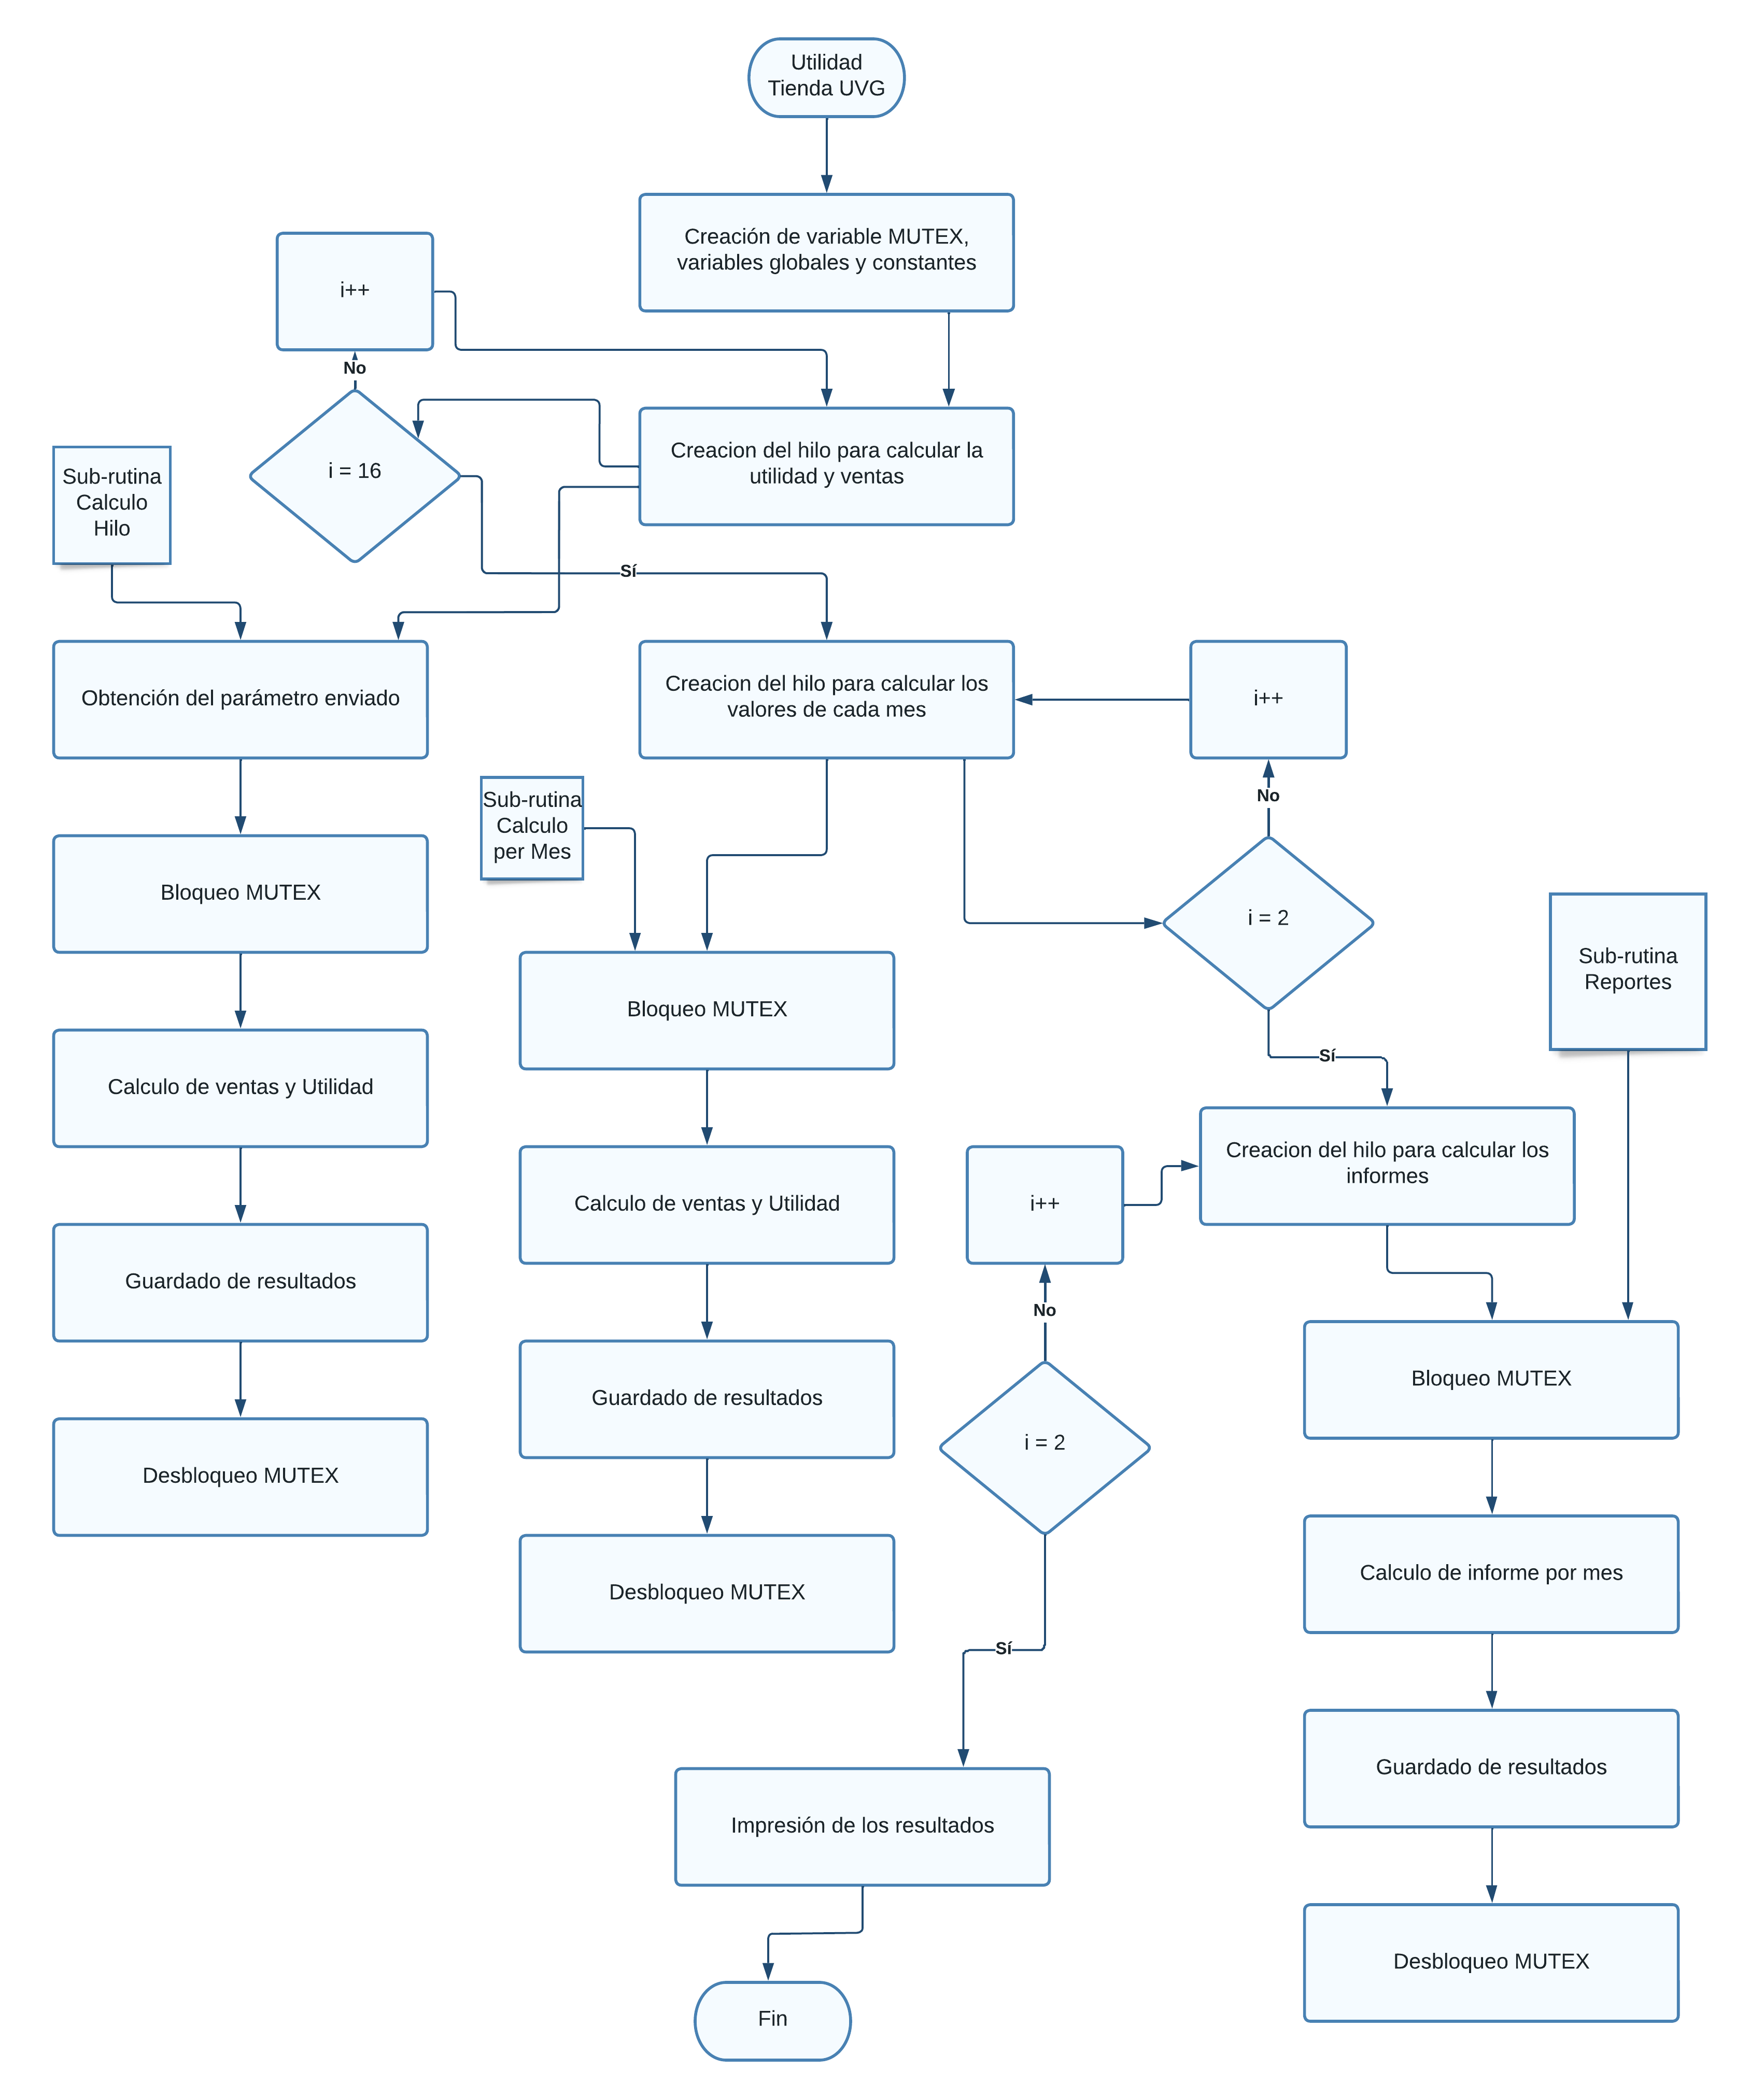 Utilidad
Tienda UVG
Creación de variable MUTEX,
variables globales y constantes
i++
No
i = 16
Creacion del hilo para calcular la
utilidad y ventas
Sub-rutina
Calculo
Hilo
Sí
Obtención del parámetro enviado
Creacion del hilo para calcular los
valores de cada mes
i++
No
Sub-rutina
Calculo
per Mes
Bloqueo MUTEX
i = 2
Sub-rutina
Reportes
Bloqueo MUTEX
Sí
Calculo de ventas y Utilidad
Creacion del hilo para calcular los
informes
i++
Calculo de ventas y Utilidad
Guardado de resultados
No
Bloqueo MUTEX
Guardado de resultados
i = 2
Desbloqueo MUTEX
Calculo de informe por mes
Desbloqueo MUTEX
Sí
Guardado de resultados
Impresión de los resultados
Desbloqueo MUTEX
Fin